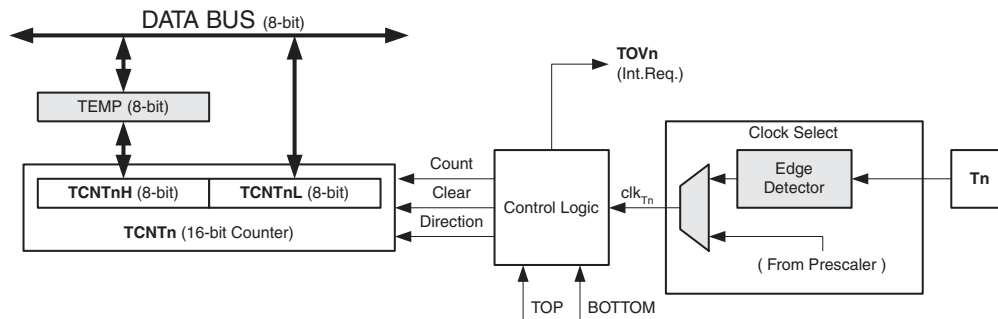 DATA BUS (8-bit)
TOVn
(Int.Req.)
TEMP (8-bit)
Clock Select
Count
Edge
Detector
Tn
TCNTnH (8-bit) TCNTnL (8-bit)
Clear
Control Logic
clkTn
Direction
TCNTn (16-bit Counter)
( From Prescaler )
TOP
BOTTOM